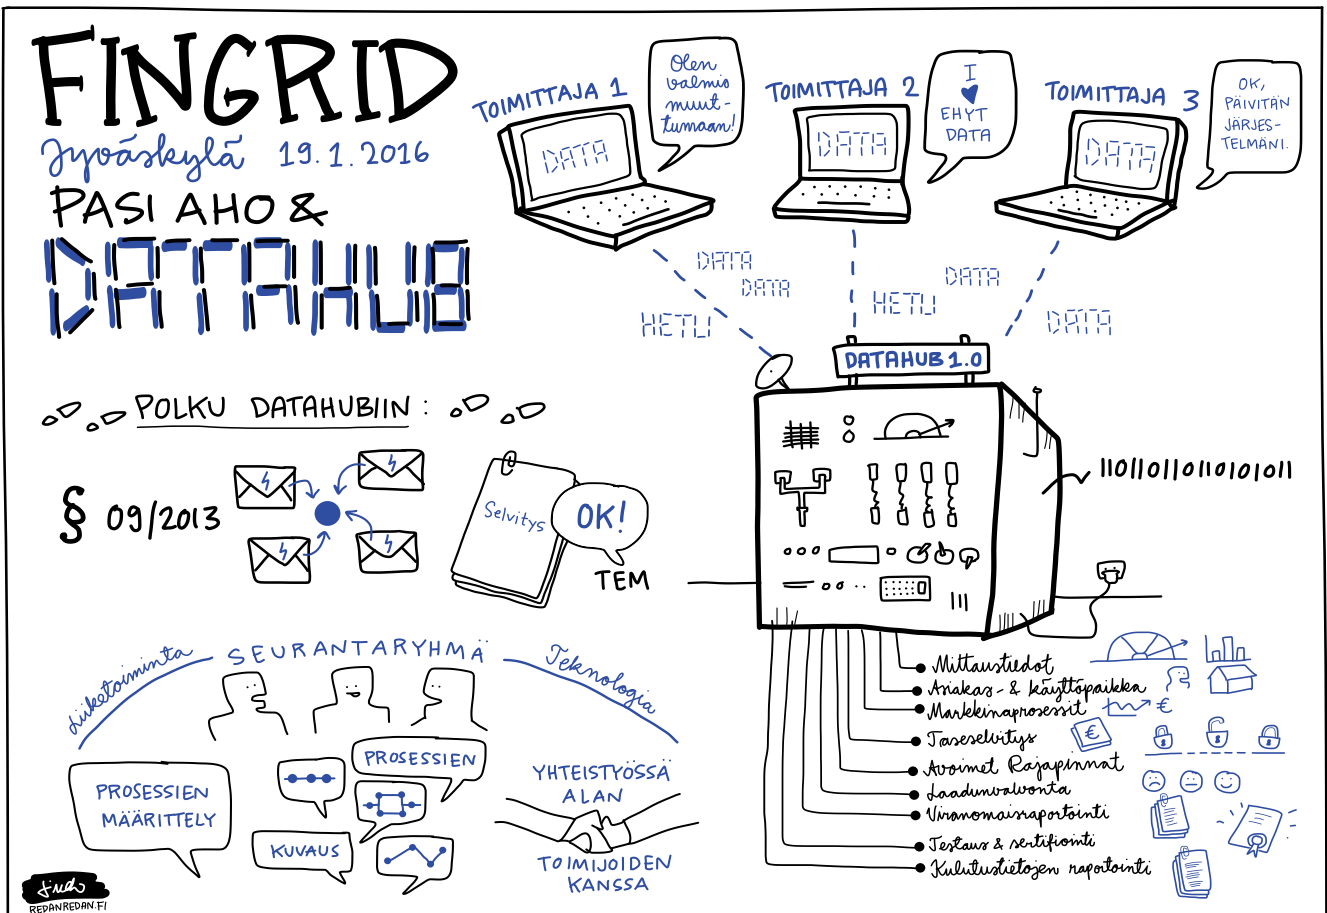 FINGRID
Jyväskylä 19.1.2016
PASI AHO &
DATAHUB
TOIMITTAJA 1
Olen
valmis
muut-
tumaan!
DATA
TOIMITTAJA 2
I ♥
EHYT
DATA
DATA
TOIMITTAJA 3
OK,
PÄIVITÄN
JÄRJES-
TELMÄNI.
DATA
DATA
DATA
HETU
HETU
DATA
DATA
DATAHUB 1.0
11011011011010101011
POLKU DATAHUBIIN:
§ 09/2013
Selvitys
OK!
TEM
Liiketoiminta
SEURANTARYHMÄ
Teknologia
PROSESSIEN
MÄÄRITTELY
PROSESSIEN
KUVAUS
YHTEISTYÖSSÄ
ALAN
TOIMIJOIDEN
KANSSA
Mittaustiedot
Asiakas- & käyttöpaikka
Markkinaprosessit
€
Taseselvitys
€
Avoimet Rajapinnat
Laadunvalvonta
Viranomaisraportointi
Testaus & sertifiointi
Kulutustietojen raportointi
REDANREDAN.FI